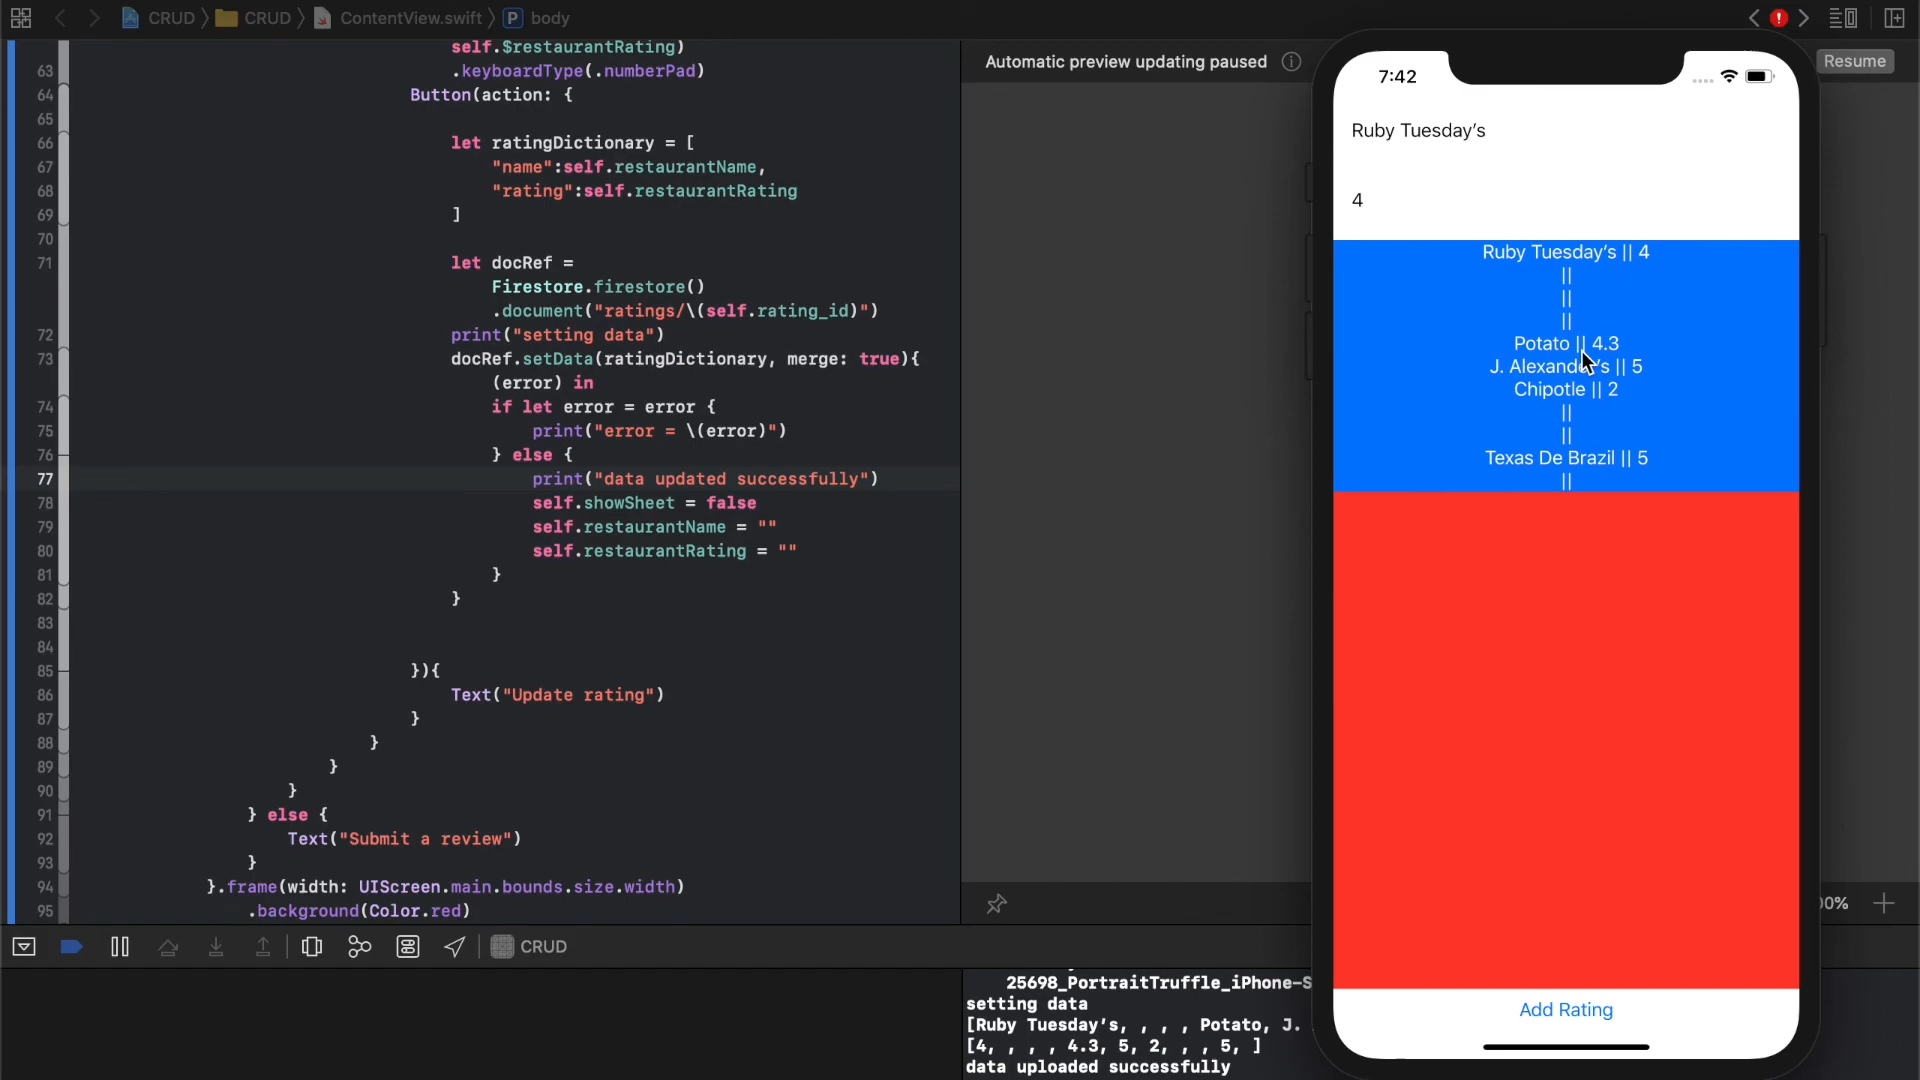 CRUD 〉 CRUD 〉 ContentView.swift 〉 P body
self.$restaurantRating)
63 .keyboardType(.numberPad)
64 Button(action: {
65
66 let ratingDictionary = [
67 "name":self.restaurantName,
68 "rating":self.restaurantRating
69 ]
70
71 let docRef =
Firestore.firestore()
.document("ratings/\(self.rating_id)")
72 print("setting data")
73 docRef.setData(ratingDictionary, merge: true){
(error) in
74 if let error = error {
75 print("error = \(error)")
76 } else {
77 print("data updated successfully")
78 self.showSheet = false
79 self.restaurantName = ""
80 self.restaurantRating = ""
81 }
82 }
83
84
85 }){
86 Text("Update rating")
87 }
88 }
89 }
90 }
91 } else {
92 Text("Submit a review")
93 }
94 }.frame(width: UIScreen.main.bounds.size.width)
95 .background(Color.red)
CRUD
Automatic preview updating paused
Resume
7:42
Ruby Tuesday’s
4
Ruby Tuesday’s || 4
||
||
||
Potato || 4.3
J. Alexander’s || 5
Chipotle || 2
||
||
Texas De Brazil || 5
||
Add Rating
00%
25698_PortraitTruffle_iPhone-S
setting data
[Ruby Tuesday’s, , , , Potato, J.
[4, , , , 4.3, 5, 2, , , 5, ]
data uploaded successfully